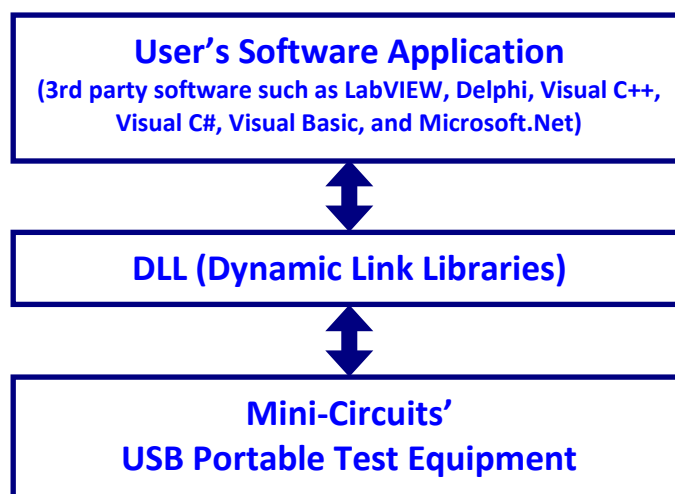 User’s Software Application
(3rd party software such as LabVIEW, Delphi, Visual C++,
Visual C#, Visual Basic, and Microsoft.Net)
DLL (Dynamic Link Libraries)
Mini-Circuits’
USB Portable Test Equipment